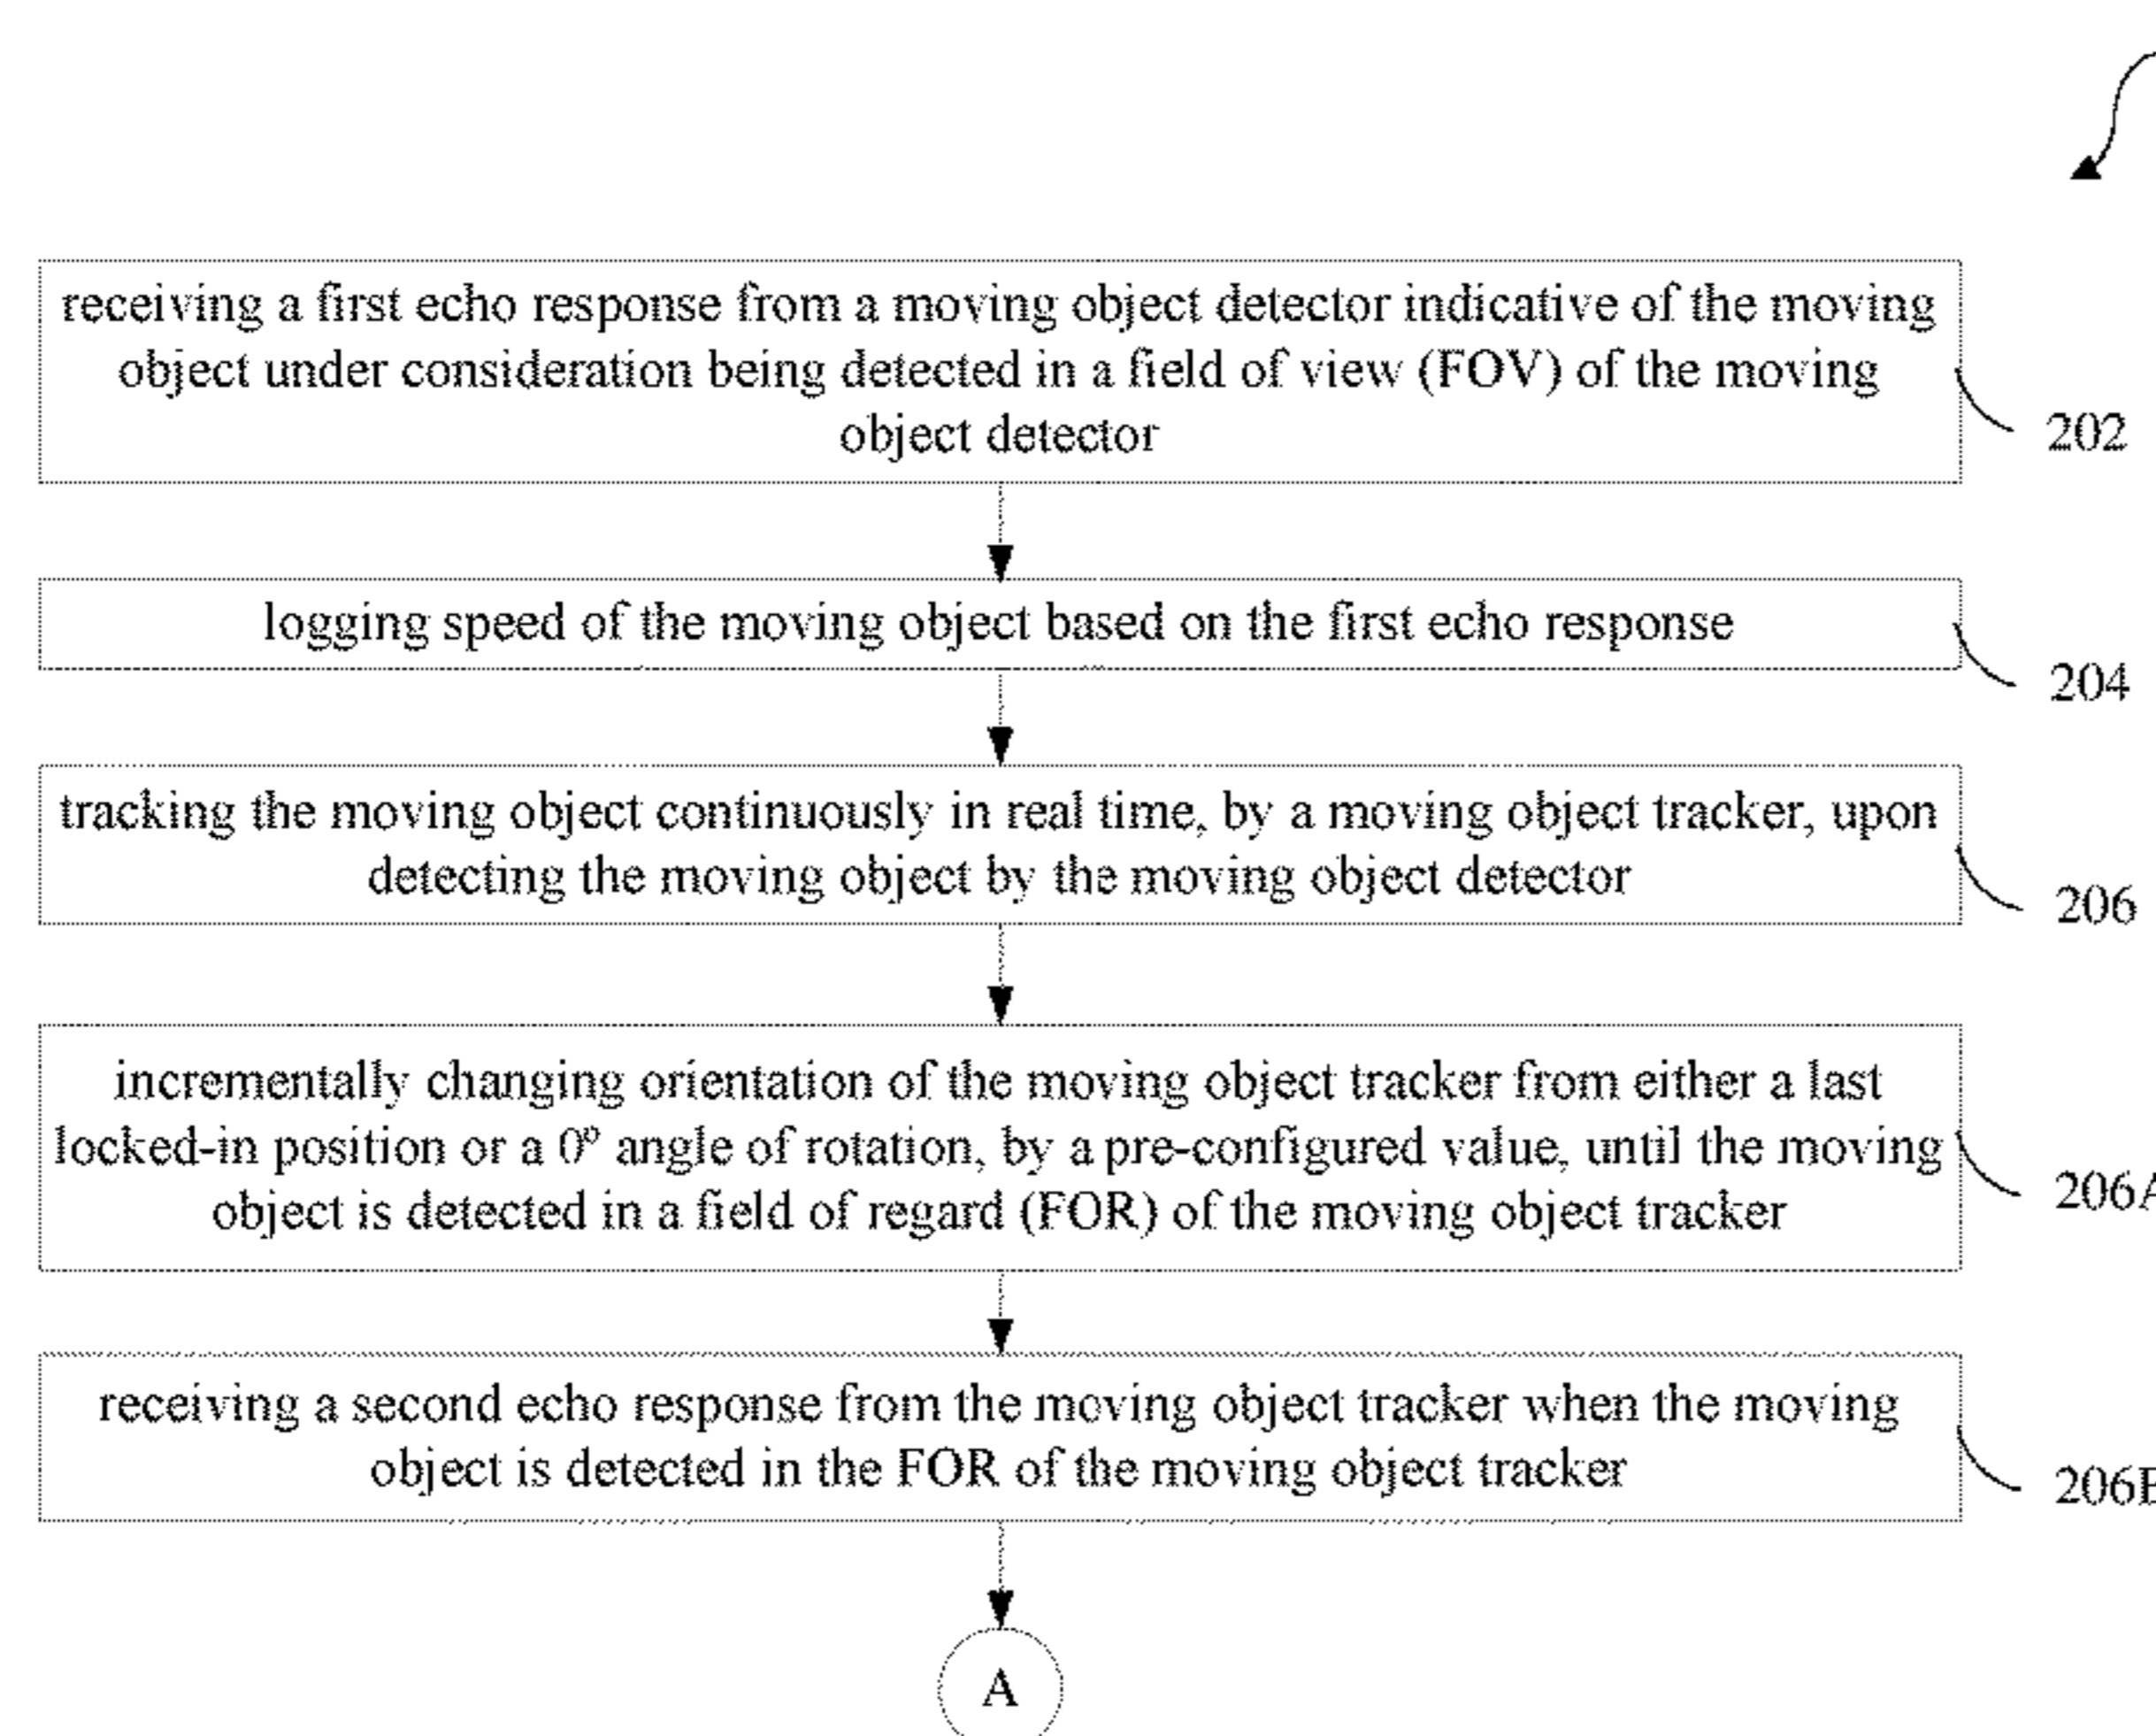 receiving a first echo response from a moving object detector indicative of the moving
object under consideration being detected in a field of view (FOV) of the moving
object detector
202
logging speed of the moving object based on the first echo response
204
tracking the moving object continuously in real time, by a moving object tracker, upon
detecting the moving object by the moving object detector
206
incrementally changing orientation of the moving object tracker from either a last
locked-in position or a 0º angle of rotation, by a pre-configured value, until the moving
object is detected in a field of regard (FOR) of the moving object tracker
206A
receiving a second echo response from the moving object tracker when the moving
object is detected in the FOR of the moving object tracker
206B
A